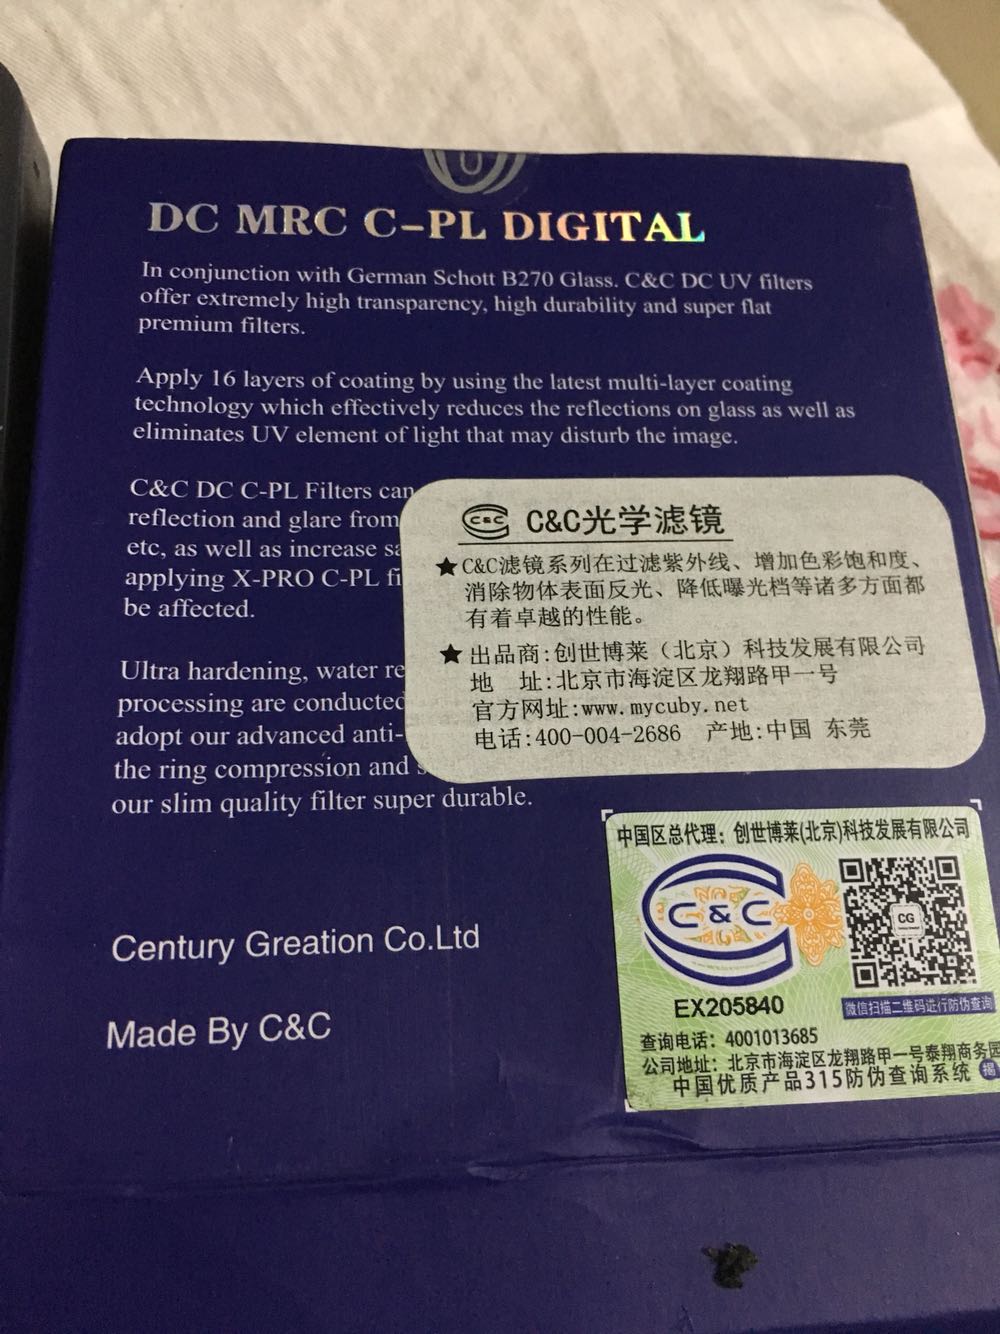 U
DC MRC C-PL DIGITAL
In conjunction with German Schott B270 Glass. C&C DC UV filters
offer extremely high transparency, high durability and super flat
premium filters.
Apply 16 layers of coating by using the latest multi-layer coating
technology which effectively reduces the reflections on glass as well as
eliminates UV element of light that may disturb the image.
C&C DC C-PL Filters can
reflection and glare from
etc, as well as increase
applying X-PRO C-PL
be affected.
Ultra hardening, water
processing are conducted
adopt our advanced anti-
the ring compression and
our slim quality filter super durable.
Century Greation Co.Ltd
Made By C&C
C&C C&C光学滤镜
★C&C滤镜系列在过滤紫外线、增加色彩饱和度、
消除物体表面反光、降低曝光档等诸多方面都
有着卓越的性能。
★出品商:创世博莱（北京）科技发展有限公司
地 址:北京市海淀区龙翔路甲一号
官方网址:www.mycuby.net
电话:400-004-2686 产地:中国 东莞
中国区总代理：创世博莱(北京)科技发展有限公司
C & C
CG
EX205840
微信扫描二维码进行防伪查询
查询电话：4001013685
公司地址：北京市海淀区龙翔路甲一号泰翔商务园
中国优质产品315防伪查询系统
揭